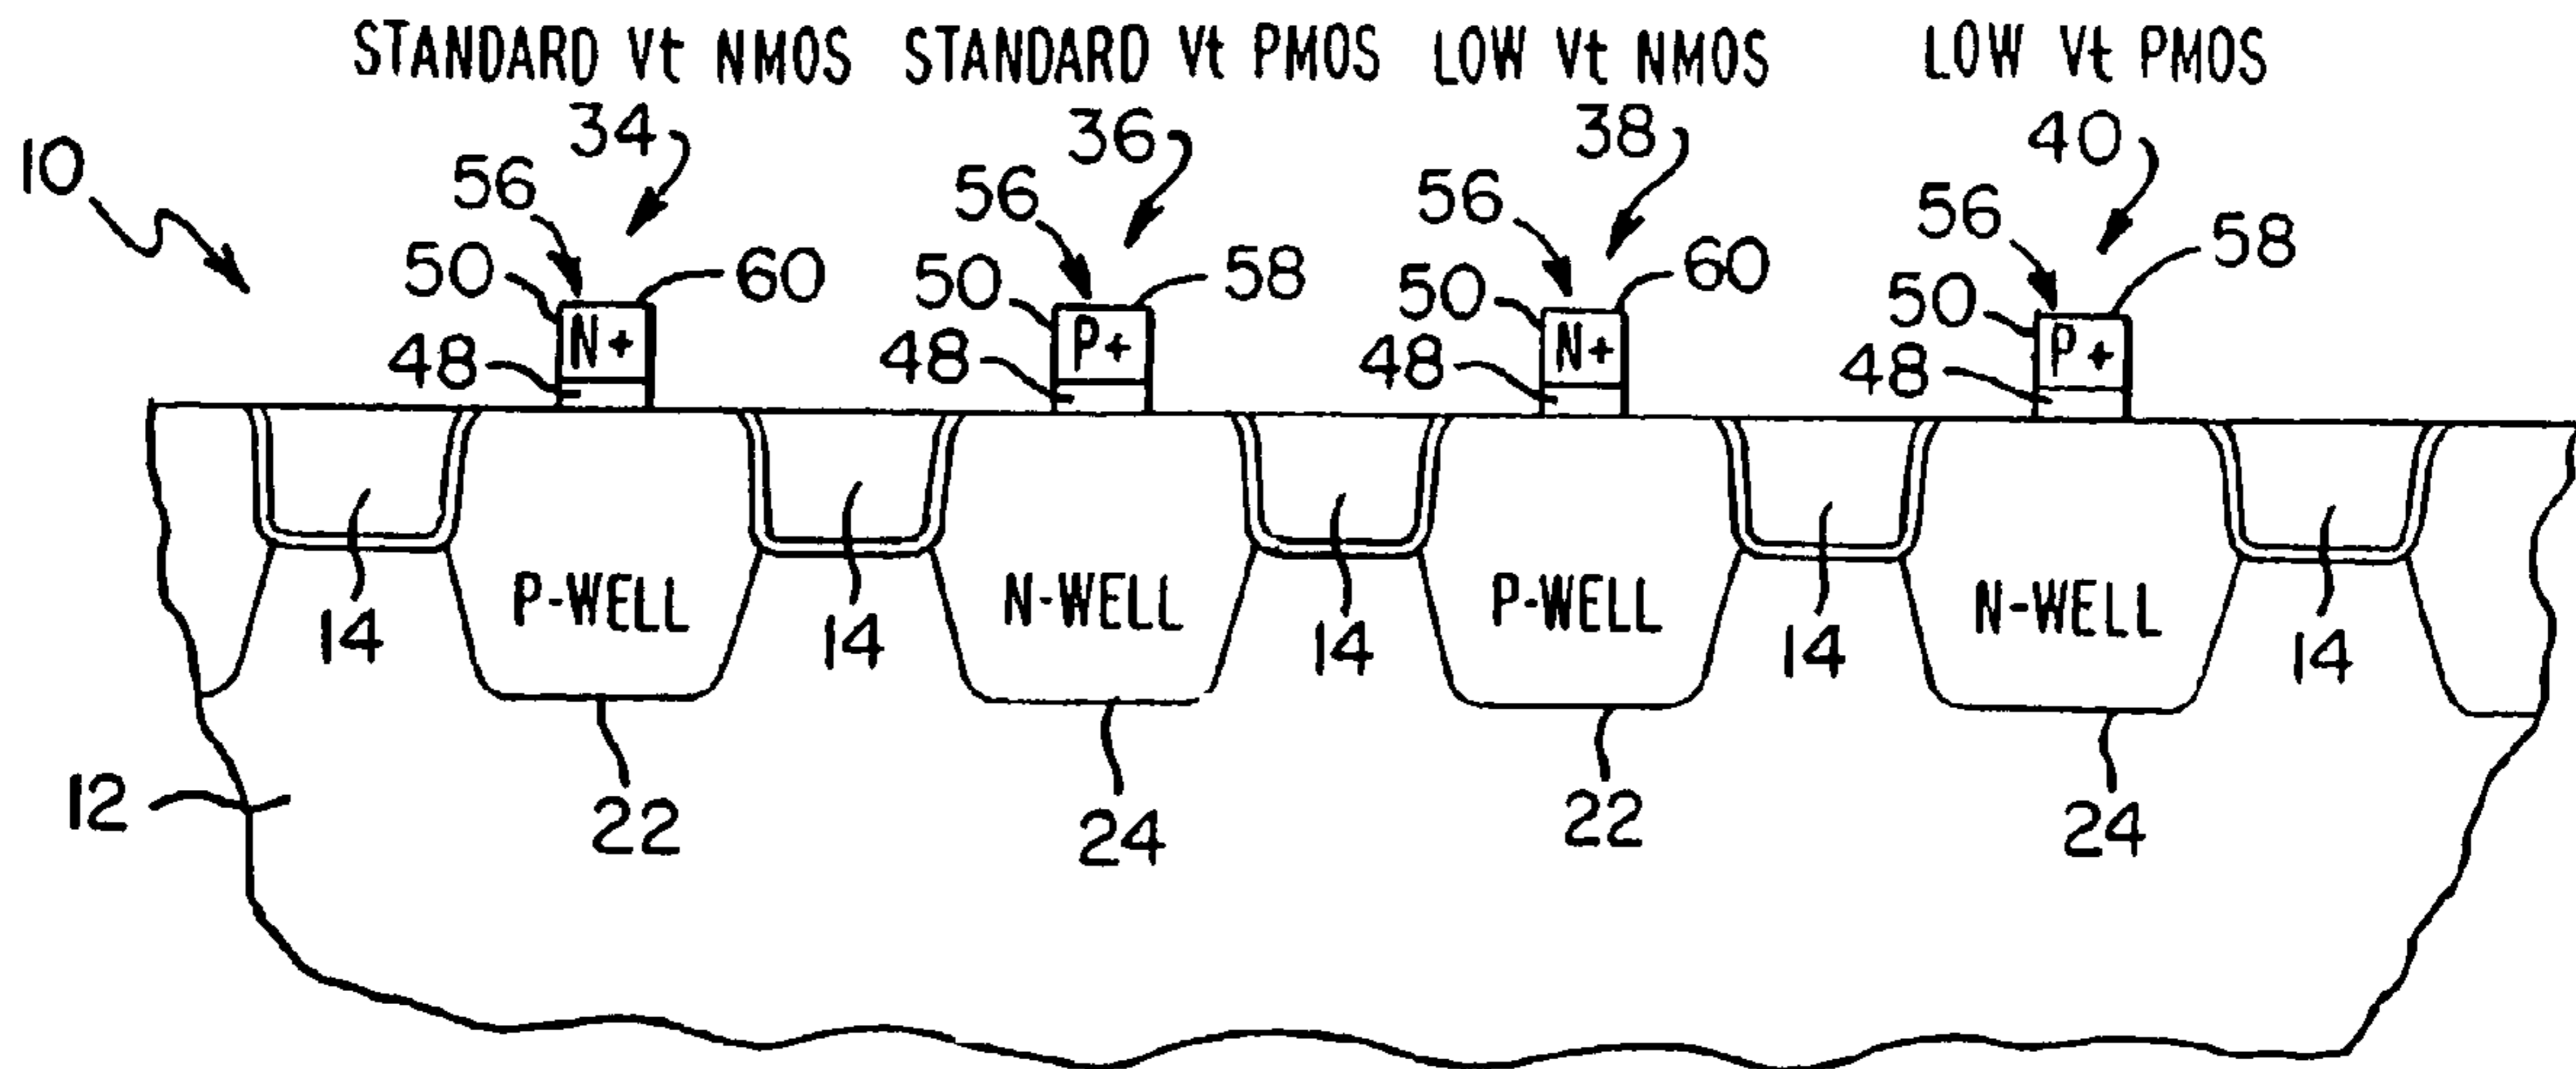 STANDARD Vt NMOS STANDARD Vt PMOS LOW Vt NMOS LOW Vt PMOS
34 36 38 40
10
56 56 56 56
50 60 50 58 50 60 50 58
N+ P+ N+ P+
48 48 48 48
P-WELL N-WELL P-WELL N-WELL
14 14 14 14 14
12
22 24 22 24